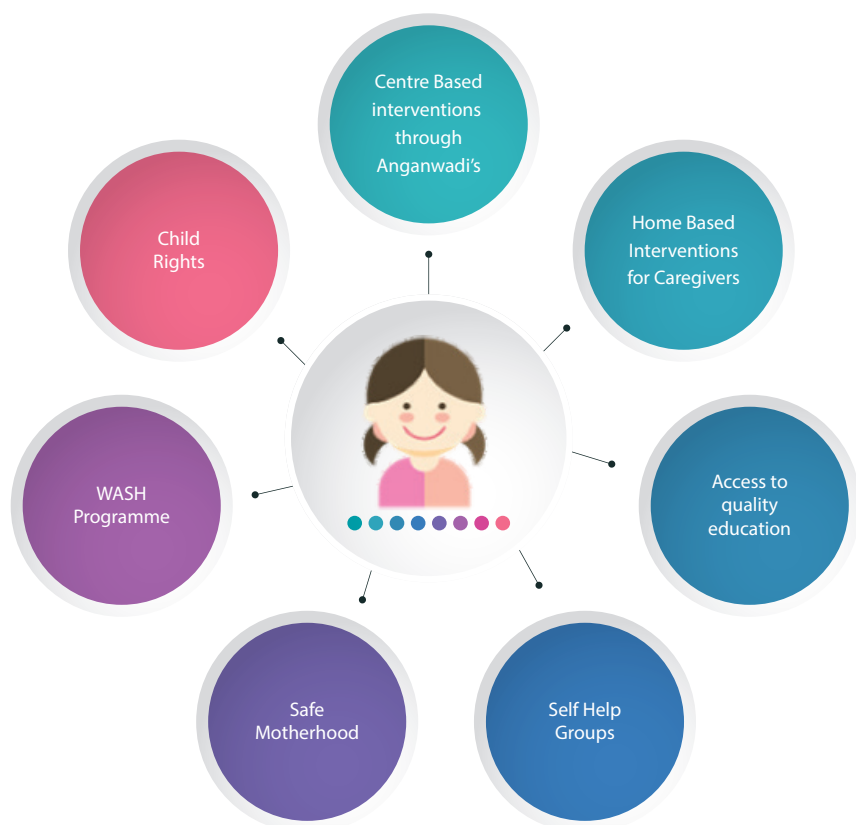 Centre Based
interventions
through
Anganwadi's
Home Based
Interventions
for Caregivers
Access to
quality
education
Self Help
Groups
Safe
Motherhood
WASH
Programme
Child
Rights